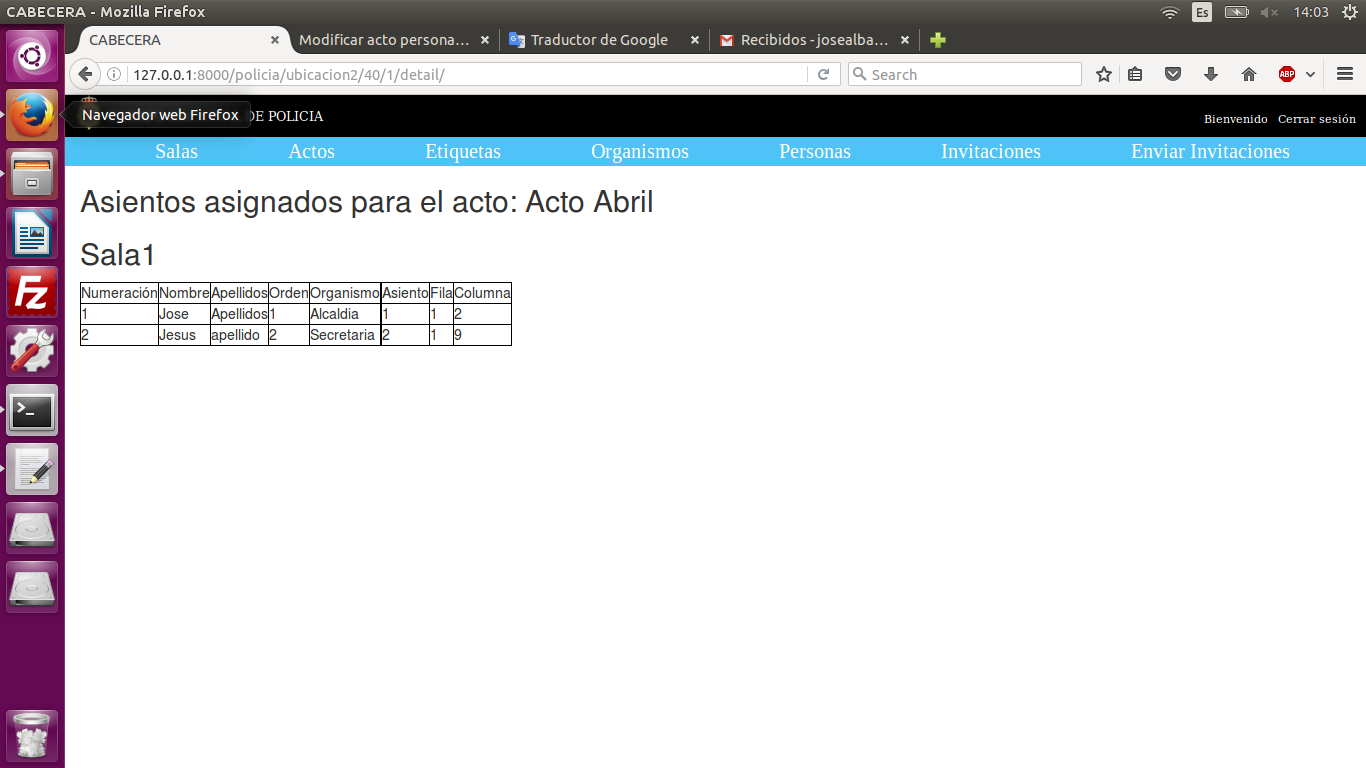 CABECERA - Mozilla Firefox
Es
14:03
CABECERA
Modificar acto persona...
Traductor de Google
Recibidos - josealba...
127.0.0.1:8000/policia/ubicacion2/40/1/detail/
Search
ABP
Navegador web Firefox
DE POLICIA
Bienvenido Cerrar sesión
Salas Actos Etiquetas Organismos Personas Invitaciones Enviar Invitaciones
Asientos asignados para el acto: Acto Abril
Sala1
Numeración Nombre Apellidos Orden Organismo Asiento Fila Columna
1 Jose Apellidos 1 Alcaldia 1 1 2
2 Jesus apellido 2 Secretaria 2 1 9
Fz